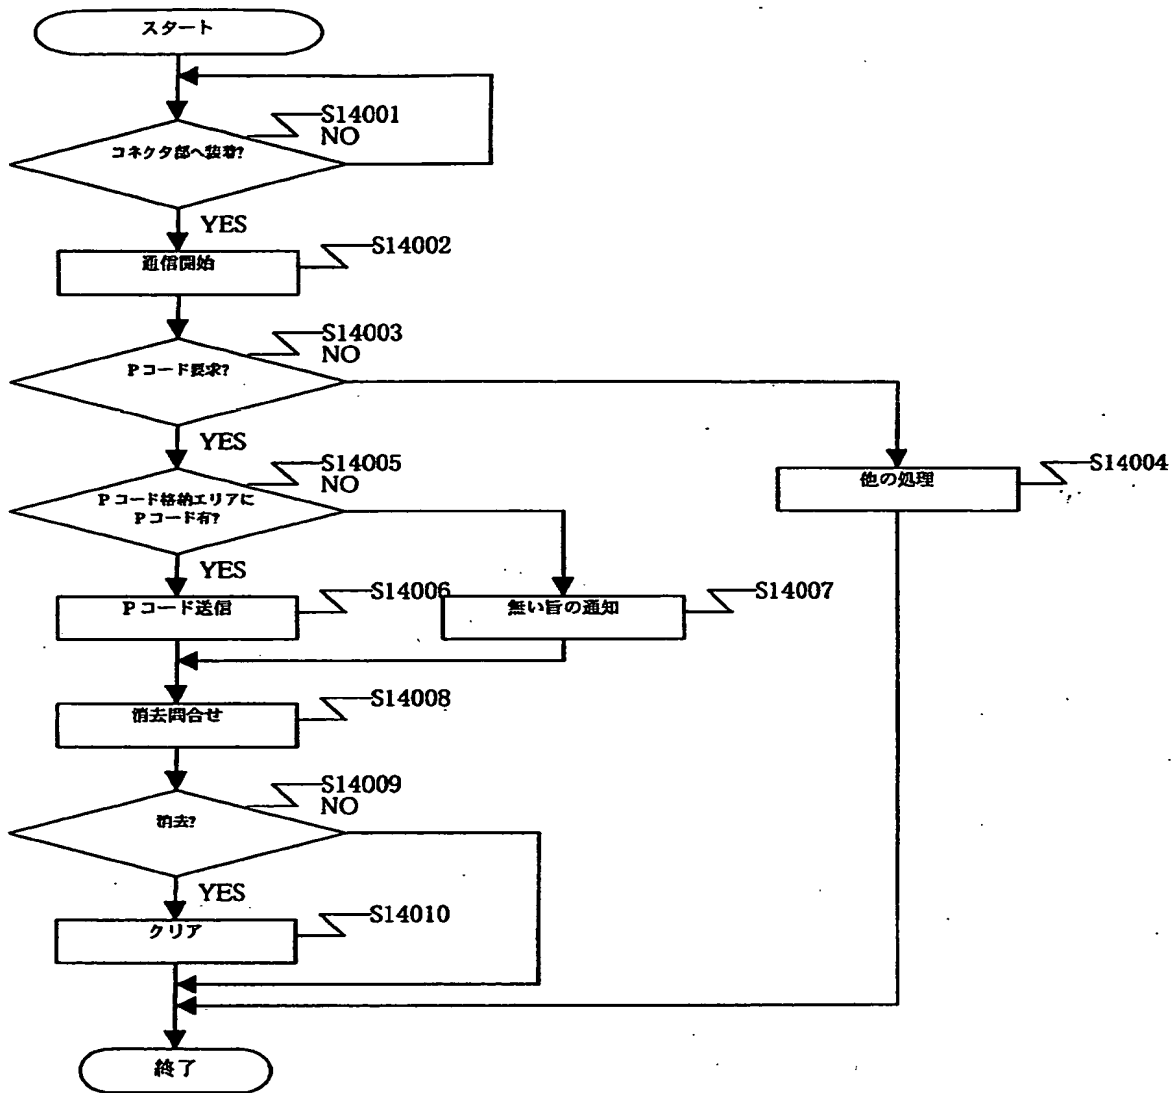 スタート
S14001
NO
コネクタ部へ装着?
YES
S14002
通信開始
S14003
NO
Pコード要求?
YES
S14004
他の処理
S14005
NO
Pコード格納エリアに
Pコード有?
YES
S14006
Pコード送信
S14007
無い旨の通知
S14008
消去問合せ
S14009
NO
消去?
YES
S14010
クリア
終了